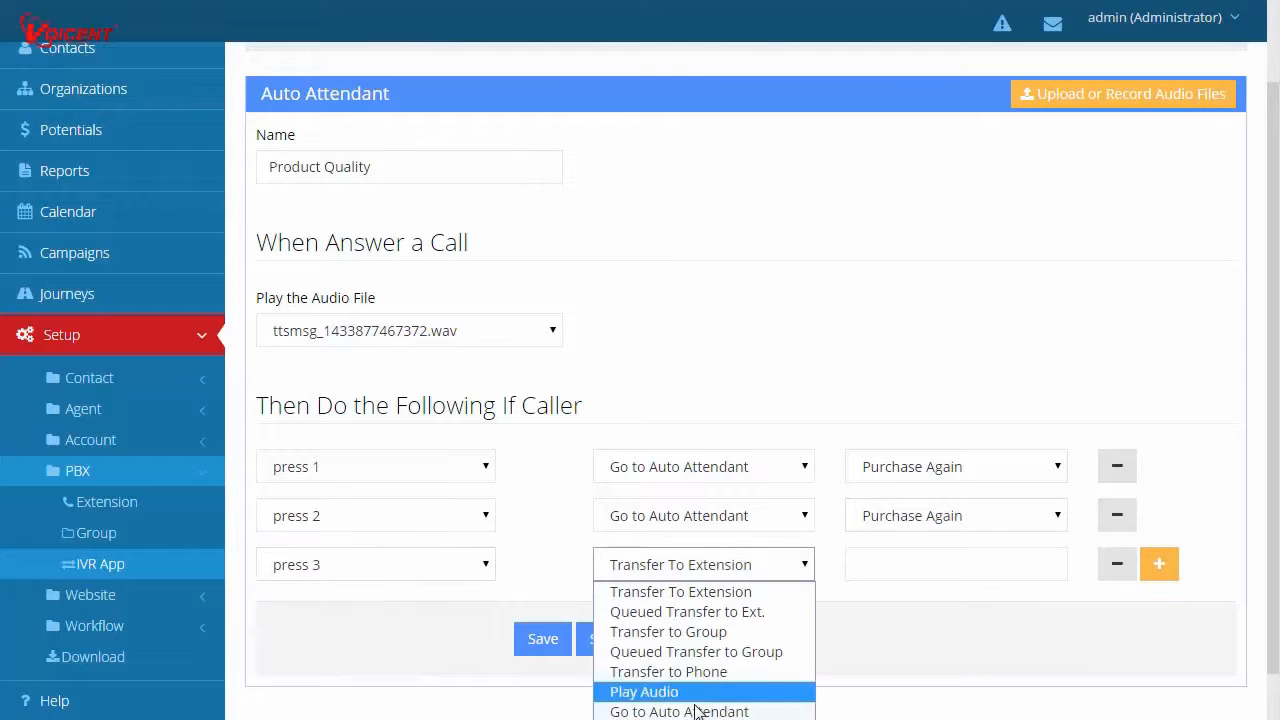 VOICENT
admin (Administrator)
Contacts
Organizations
Potentials
Reports
Calendar
Campaigns
Journeys
Setup
Contact
Agent
Account
PBX
Extension
Group
IVR App
Website
Workflow
Download
Help
Auto Attendant
Upload or Record Audio Files
Name
Product Quality
When Answer a Call
Play the Audio File
ttsmsg_1433877467372.wav
Then Do the Following If Caller
press 1 Go to Auto Attendant Purchase Again
press 2 Go to Auto Attendant Purchase Again
press 3 Transfer To Extension
Transfer To Extension
Queued Transfer to Ext.
Transfer to Group
Queued Transfer to Group
Transfer to Phone
Play Audio
Go to Auto Attendant
Save